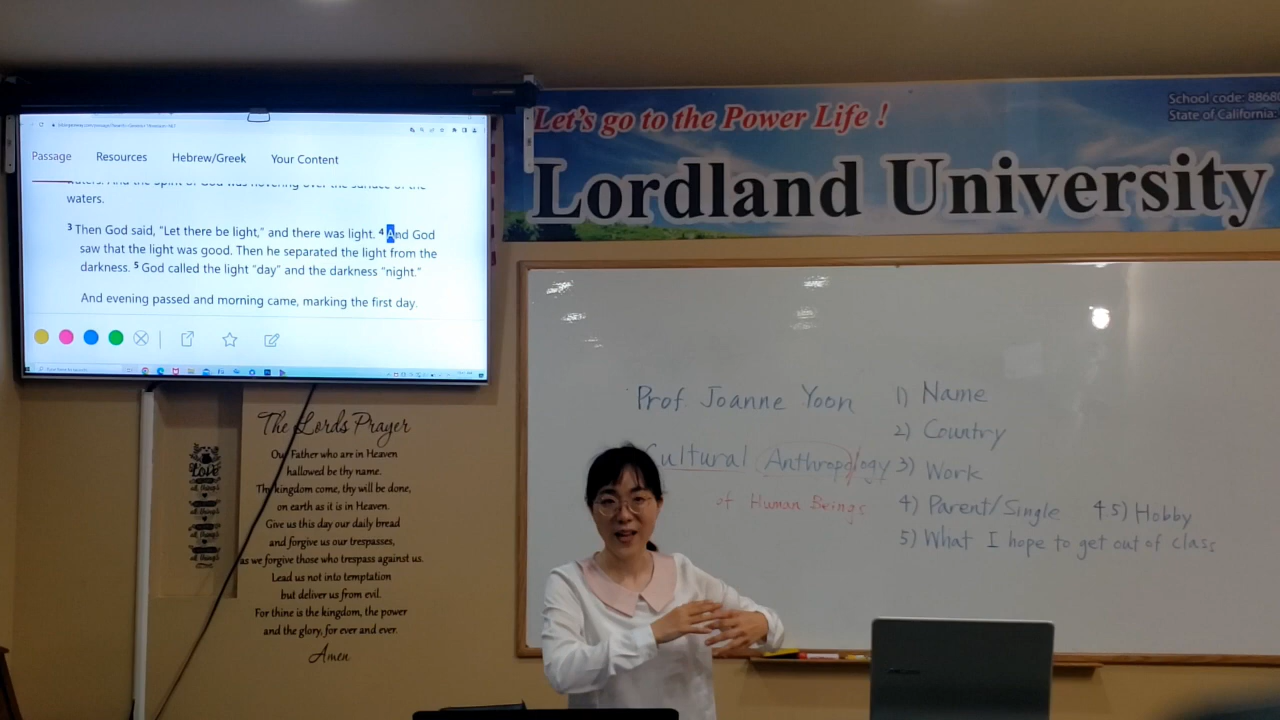 Passage Resources Hebrew/Greek Your Content
waters.
3 Then God said, “Let there be light,” and there was light. 4 And God
saw that the light was good. Then he separated the light from the
darkness. 5 God called the light “day” and the darkness “night.”
And evening passed and morning came, marking the first day.
Let's go to the Power Life !
School code: 8868
State of California
Lordland University
The Lords Prayer
Our Father who are in Heaven
hallowed be thy name.
Thy kingdom come, thy will be done,
on earth as it is in Heaven.
Give us this day our daily bread
and forgive us our trespasses,
as we forgive those who trespass against us.
Lead us not into temptation
but deliver us from evil.
For thine is the kingdom, the power
and the glory, for ever and ever.
Amen.
LOVE
Prof. Joanne Yoon
Cultural Anthropology
of Human Beings
1) Name
2) Country
3) Work
4) Parent/Single 4.5) Hobby
5) What I hope to get out of class